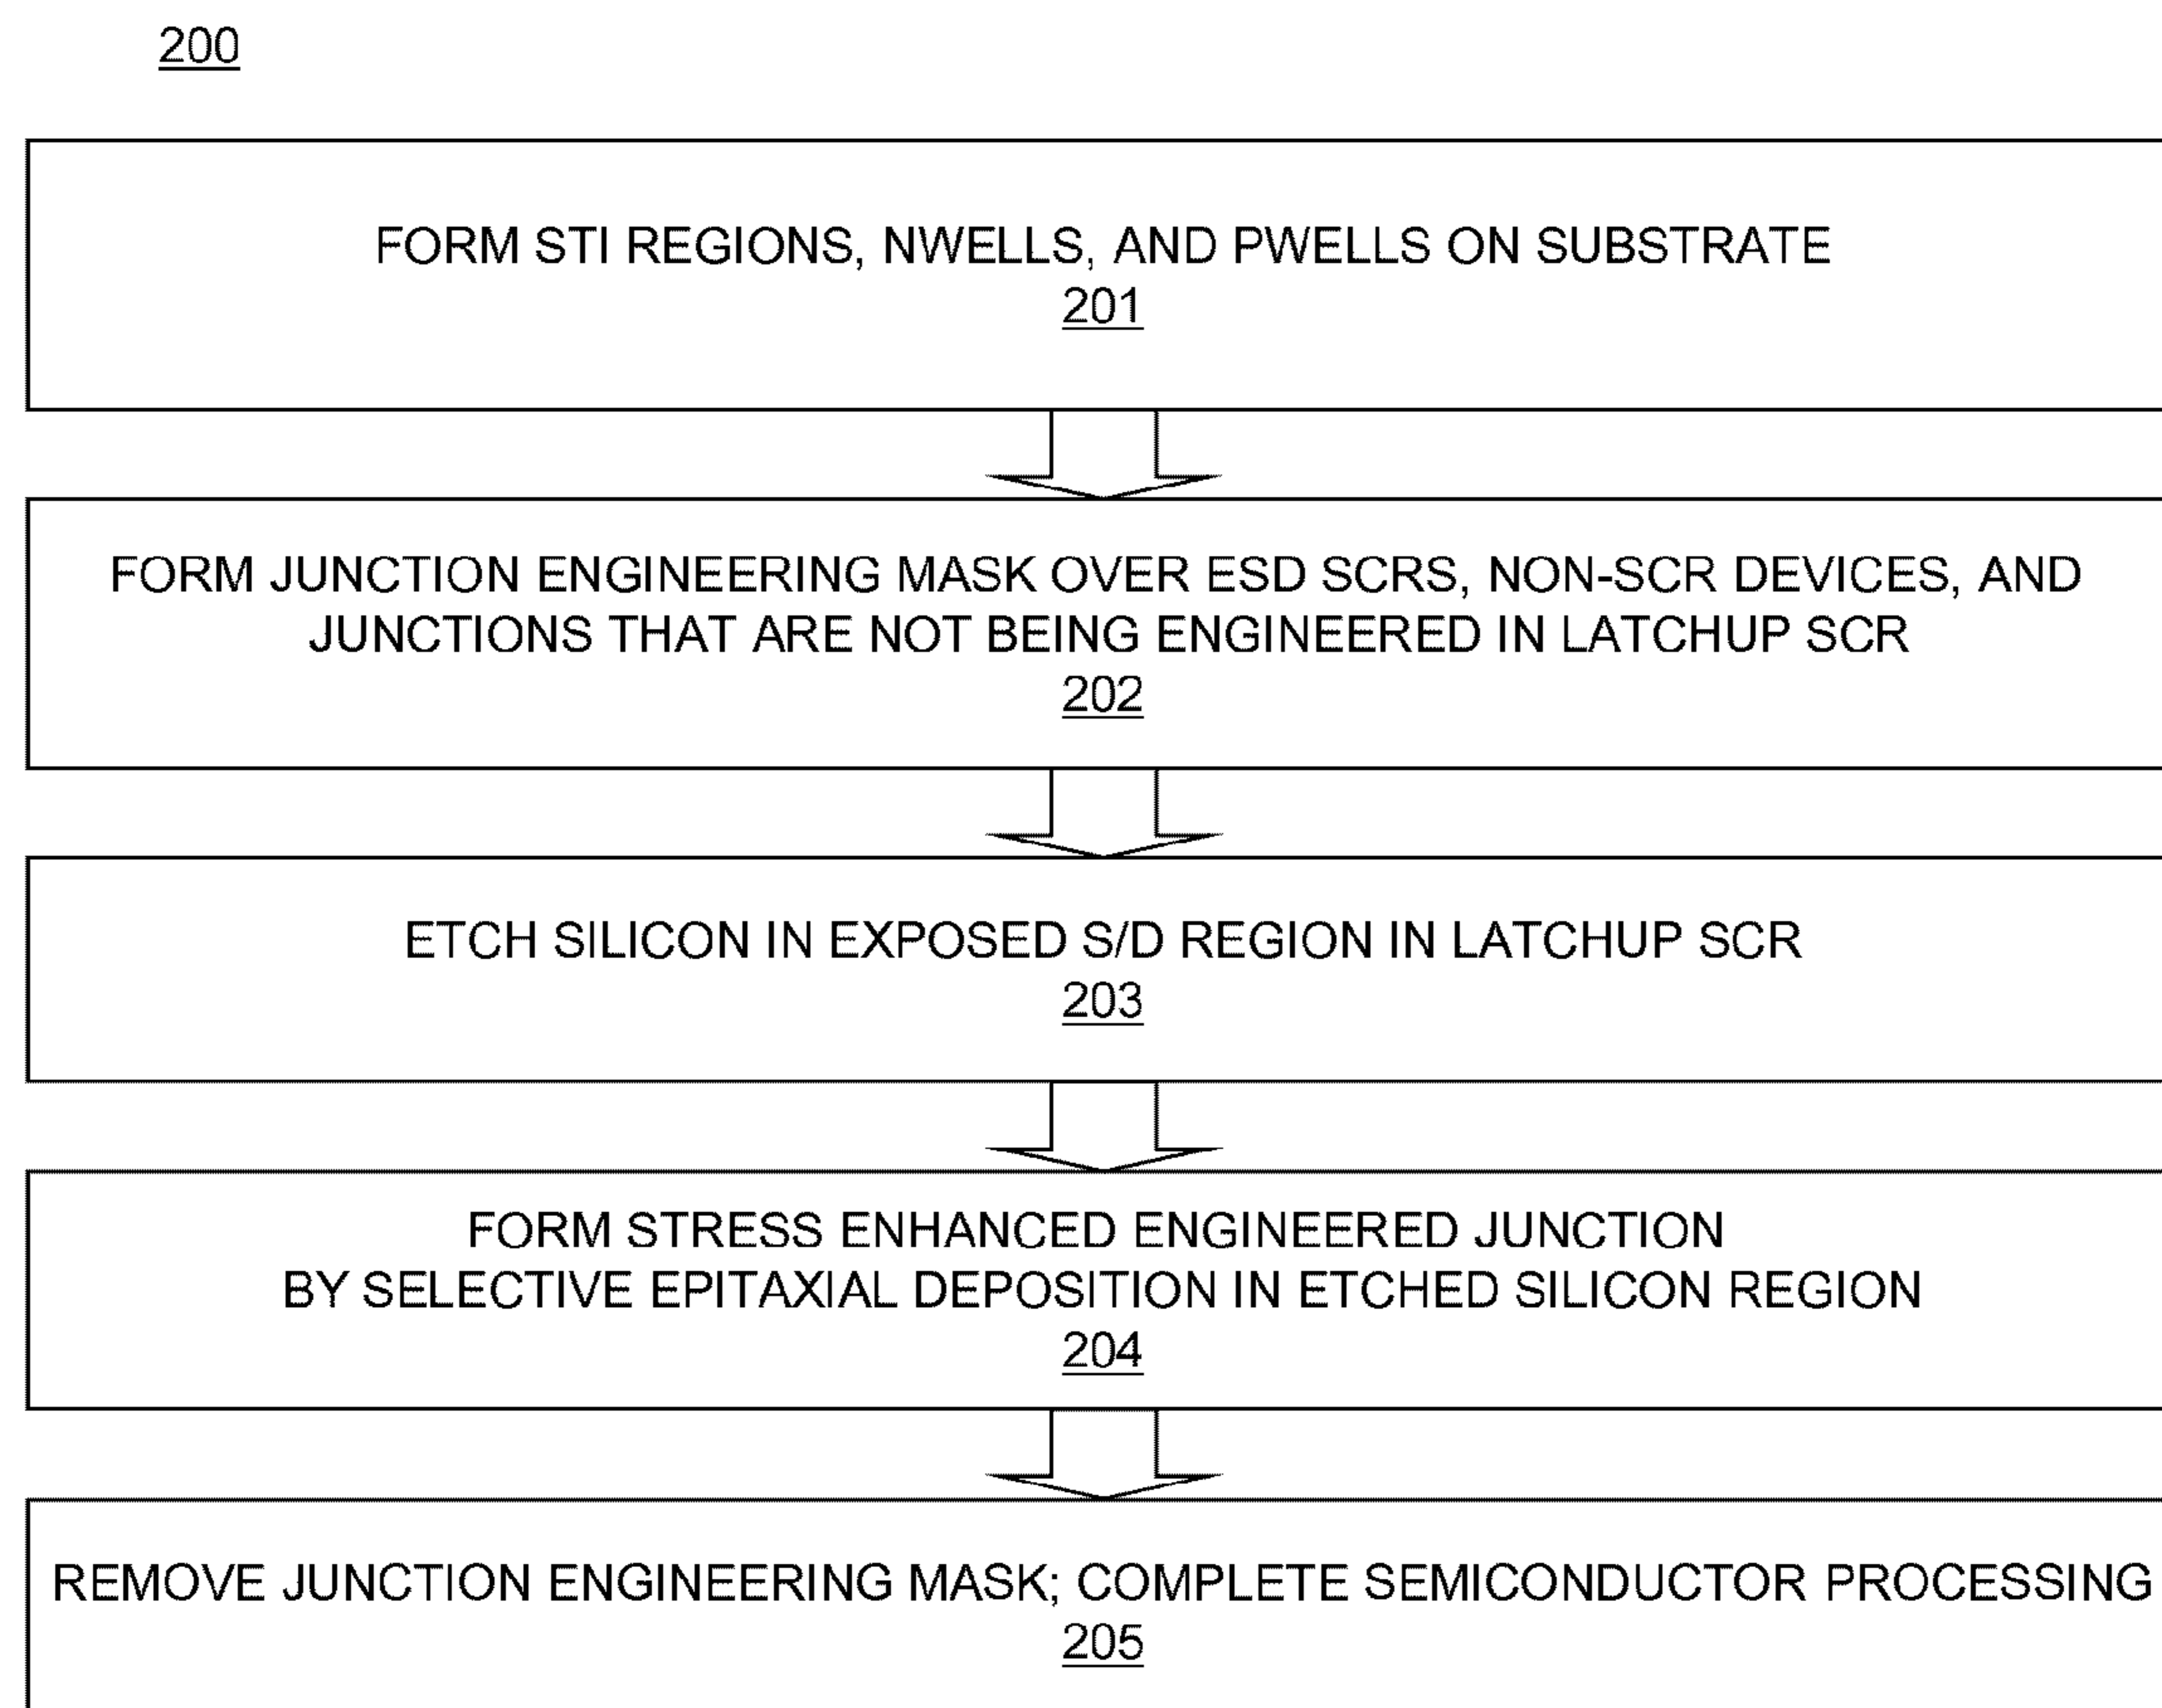 200
FORM STI REGIONS, NWELLS, AND PWELLS ON SUBSTRATE
201
FORM JUNCTION ENGINEERING MASK OVER ESD SCRS, NON-SCR DEVICES, AND
JUNCTIONS THAT ARE NOT BEING ENGINEERED IN LATCHUP SCR
202
ETCH SILICON IN EXPOSED S/D REGION IN LATCHUP SCR
203
FORM STRESS ENHANCED ENGINEERED JUNCTION
BY SELECTIVE EPITAXIAL DEPOSITION IN ETCHED SILICON REGION
204
REMOVE JUNCTION ENGINEERING MASK; COMPLETE SEMICONDUCTOR PROCESSING
205